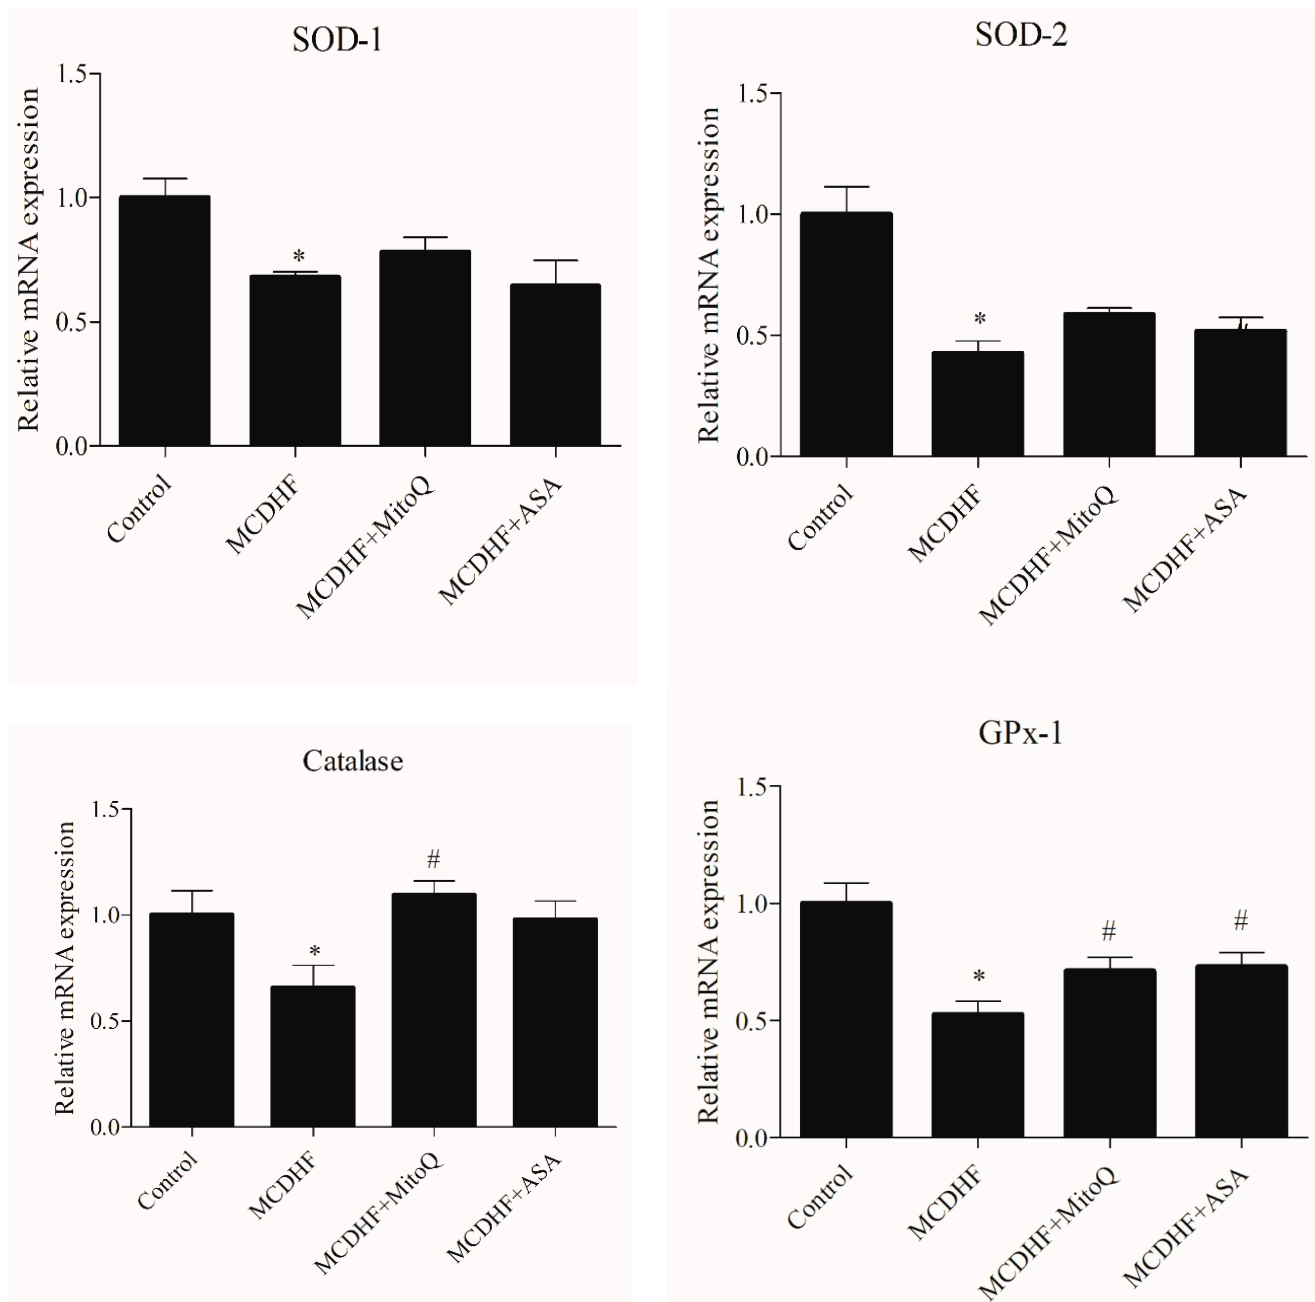 SOD-1
Relative mRNA expression
1.5
1.0
0.5
0.0
*
Control
MCDHF
MCDHF+MitoQ
MCDHF+ASA
SOD-2
Relative mRNA expression
1.5
1.0
0.5
0.0
*
Control
MCDHF
MCDHF+MitoQ
MCDHF+ASA
Catalase
Relative mRNA expression
1.5
1.0
0.5
0.0
*
#
Control
MCDHF
MCDHF+MitoQ
MCDHF+ASA
GPx-1
Relative mRNA expression
1.5
1.0
0.5
0.0
*
#
#
Control
MCDHF
MCDHF+MitoQ
MCDHF+ASA